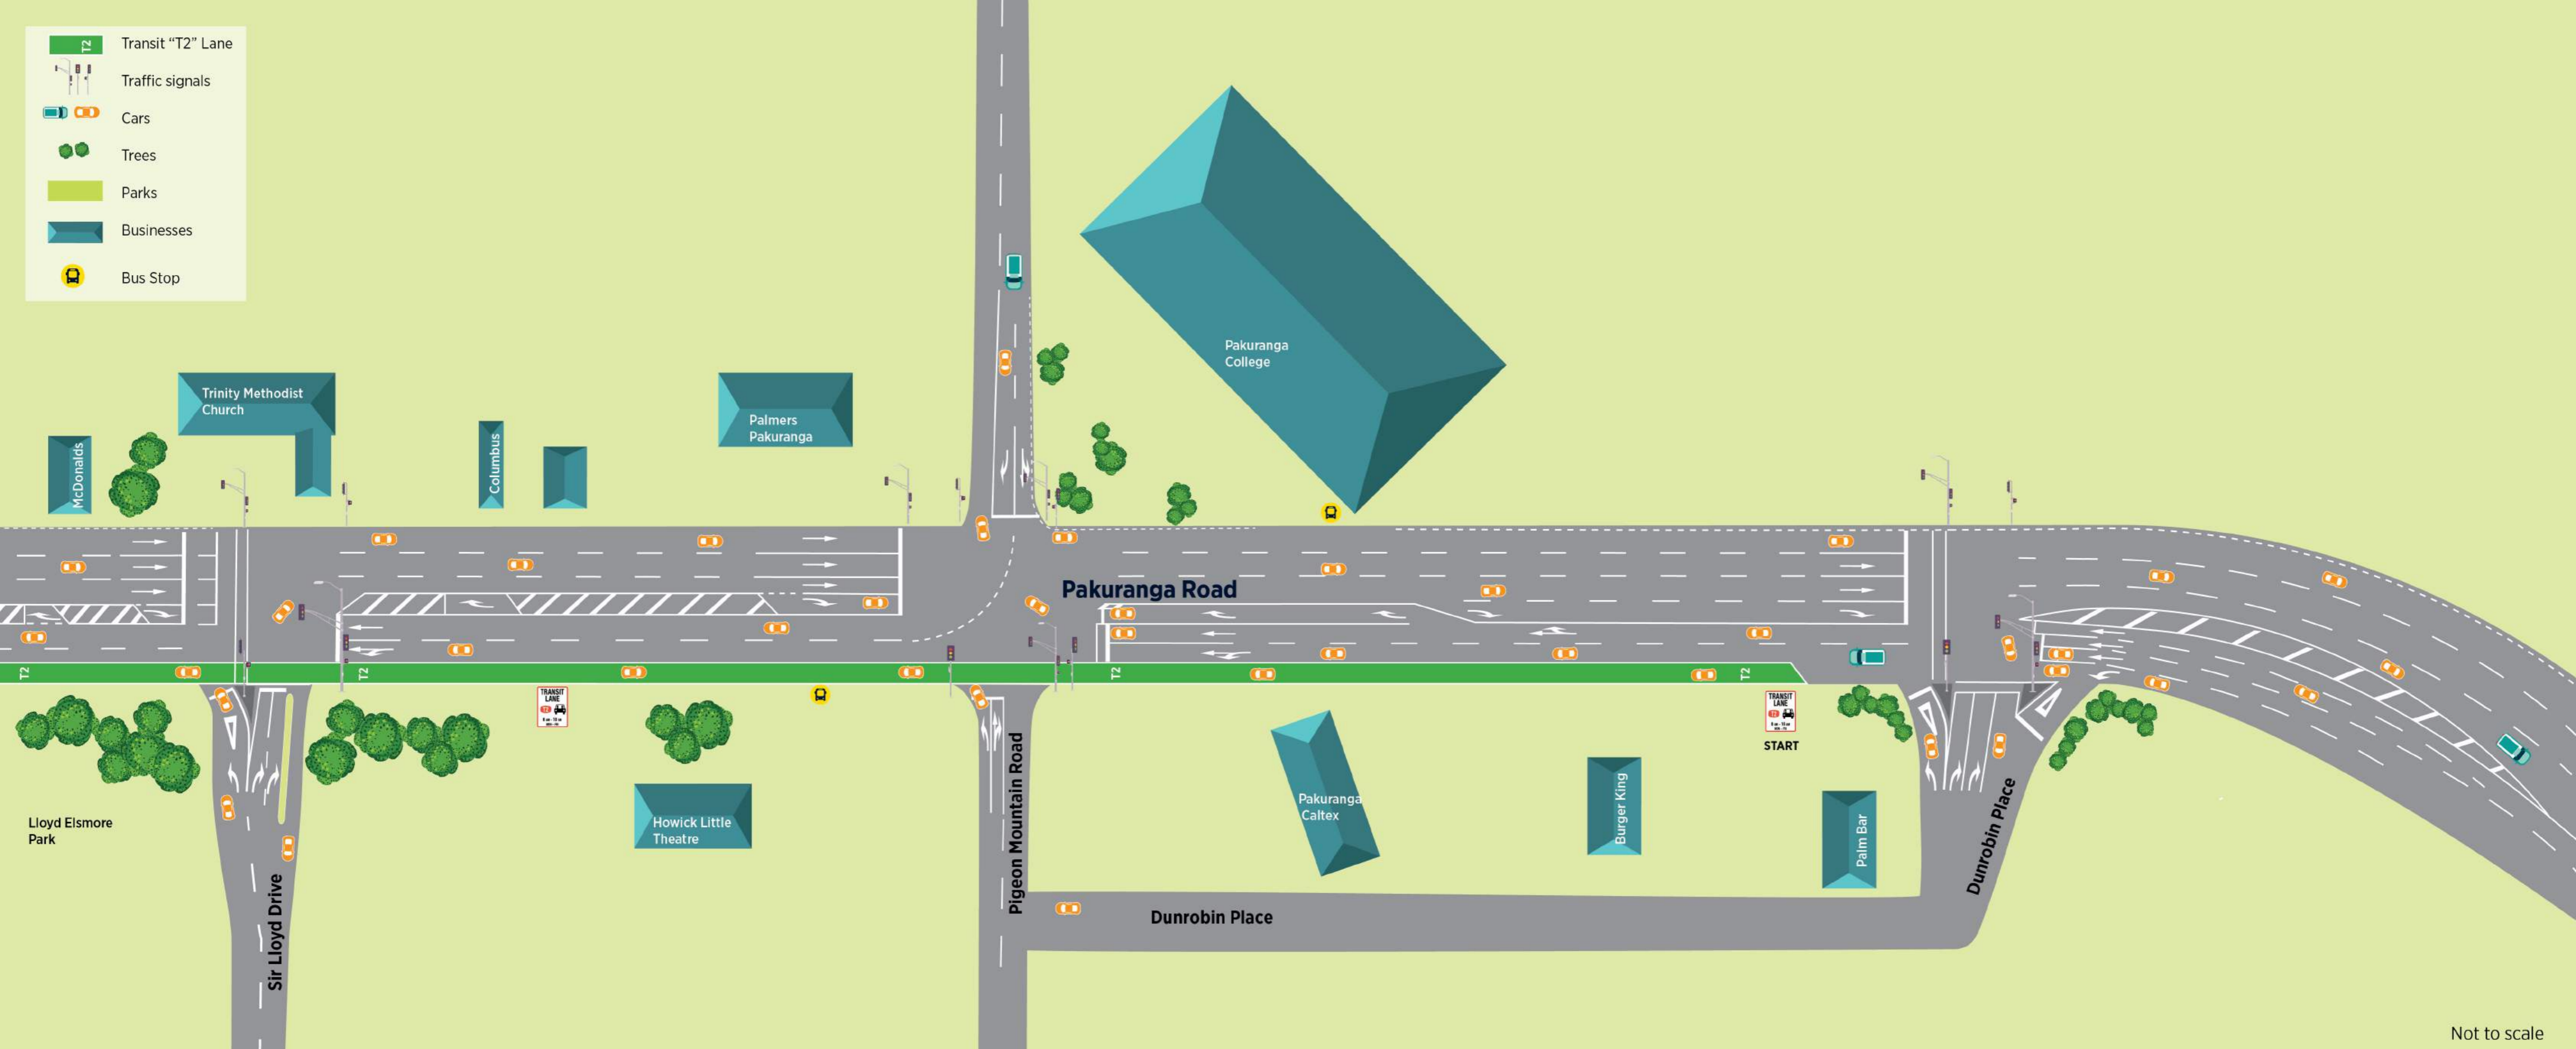 T2
Transit “T2” Lane
Traffic signals
Cars
Trees
Parks
Businesses
Bus Stop
Pakuranga
College
Trinity Methodist
Church
Palmers
Pakuranga
McDonalds
Columbus
Pakuranga Road
T2
T2
T2
T2
TRANSIT
LANE
T2
TRANSIT
LANE
T2
START
Lloyd Elsmore
Park
Howick Little
Theatre
Pakuranga
Caltex
Burger King
Palm Bar
Sir Lloyd Drive
Pigeon Mountain Road
Dunrobin Place
Dunrobin Place
Not to scale